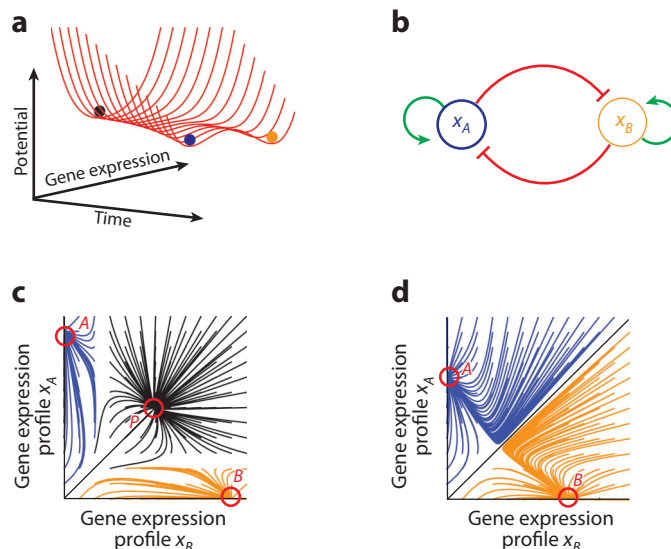 a
Potential
Gene expression
Time
b
x_A
x_B
c
Gene expression
profile x_A
A
P
B
Gene expression
profile x_B
d
Gene expression
profile x_A
A
B
Gene expression
profile x_B